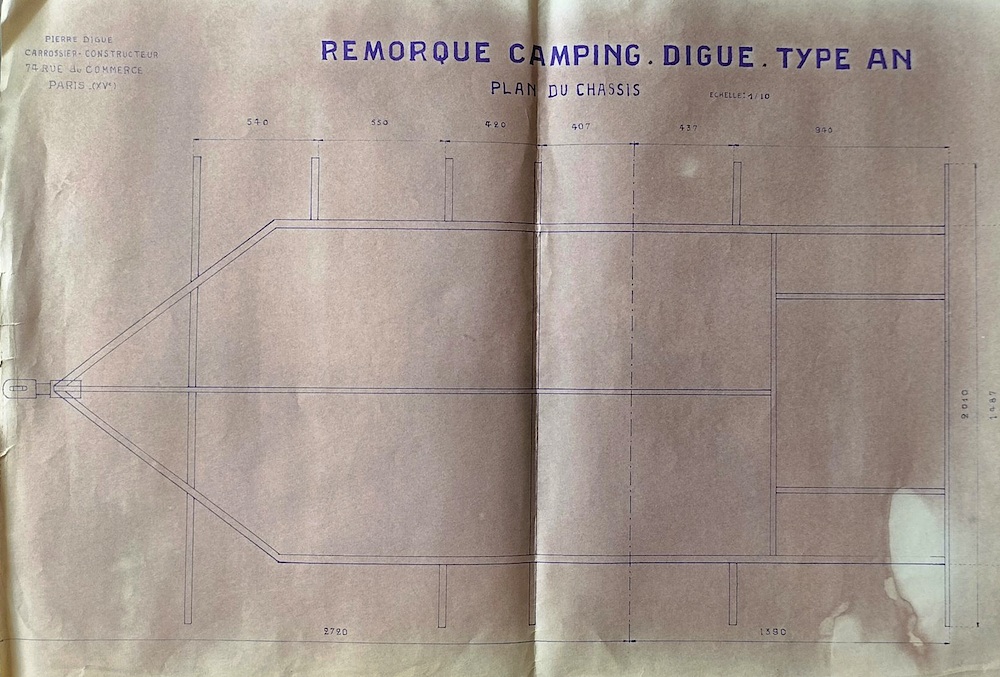 PIERRE DIGUE
CARROSSIER-CONSTRUCTEUR
74 RUE du COMMERCE
PARIS.(XVᵉ)
REMORQUE CAMPING. DIGUE. TYPE AN
PLAN DU CHASSIS
ECHELLE: 1/10
540 550 420 407 437 940
2010
1487
2720
1380